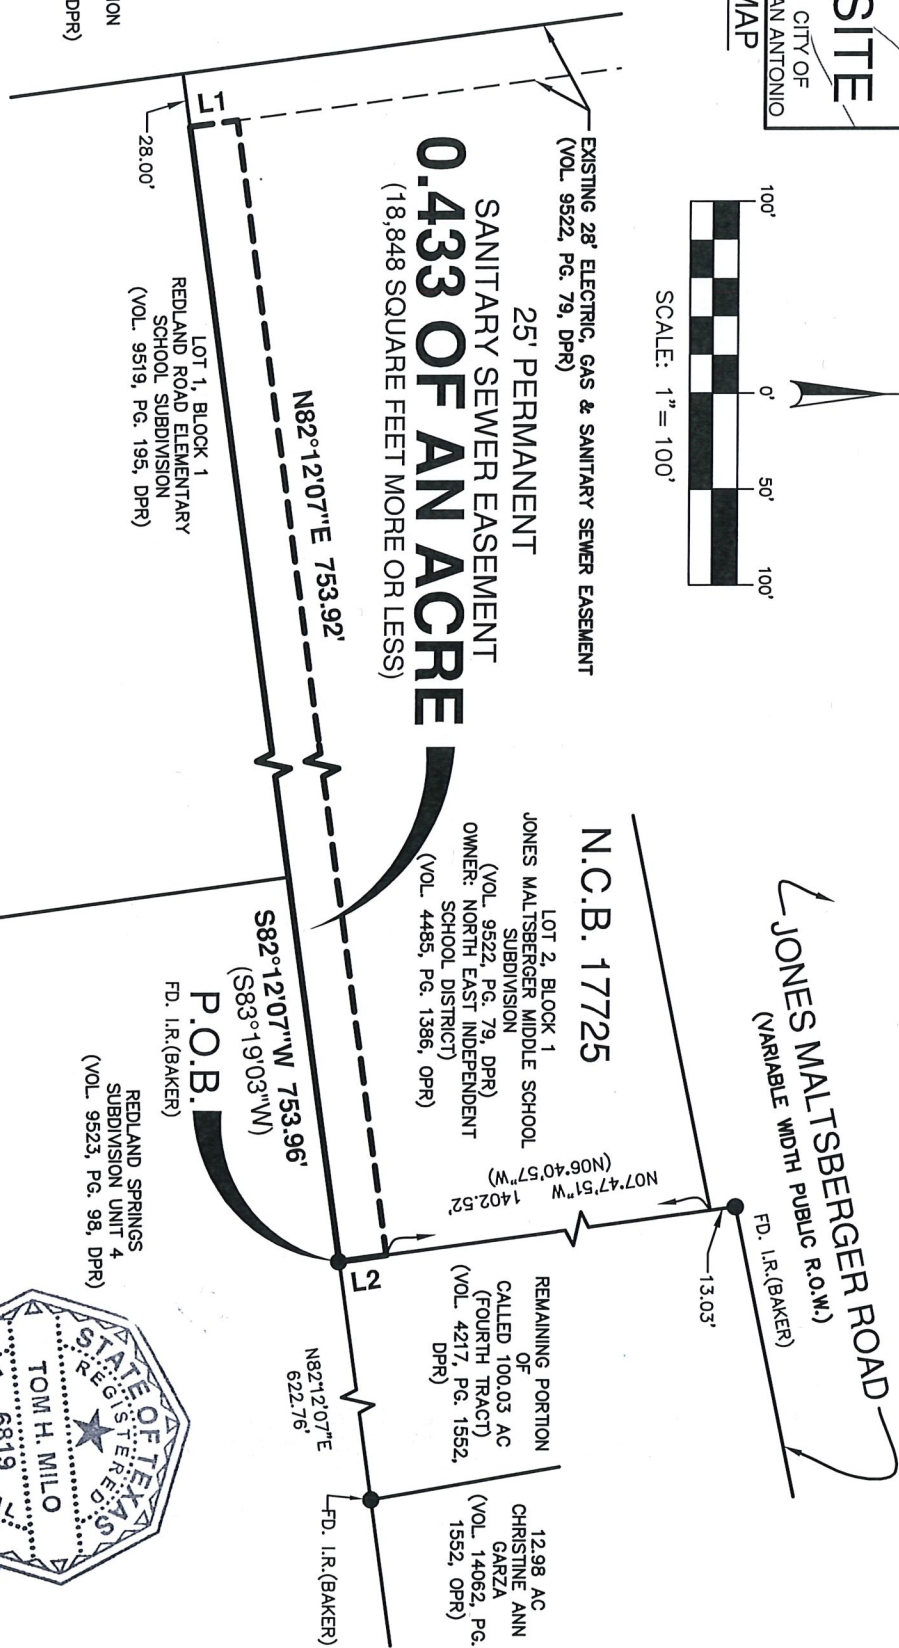 SITE
CITY OF
AN ANTONIO
MAP
ION
DPR)
100'
0'
50'
100'
SCALE: 1"= 100'
JONES MALTSBERGER ROAD
(VARIABLE WIDTH PUBLIC R.O.W.)
FD. I.R.(BAKER)
13.03'
EXISTING 28' ELECTRIC, GAS & SANITARY SEWER EASEMENT
(VOL. 9522, PG. 79, DPR)
25' PERMANENT
SANITARY SEWER EASEMENT
0.433 OF AN ACRE
(18,848 SQUARE FEET MORE OR LESS)
N.C.B. 17725
LOT 2, BLOCK 1
JONES MALTSBERGER MIDDLE SCHOOL
SUBDIVISION
(VOL. 9522, PG. 79, DPR)
OWNER: NORTH EAST INDEPENDENT
SCHOOL DISTRICT)
(VOL. 4485, PG. 1386, OPR)
N07°47'51"W 1402.52'
(N06°40'57"W)
REMAINING PORTION
OF
CALLED 100.03 AC
(FOURTH TRACT)
(VOL. 4217, PG. 1552,
DPR)
12.98 AC
CHRISTINE ANN
GARZA
(VOL. 14062, PG.
1552, OPR)
L1
28.00'
N82°12'07"E 753.92'
L2
S82°12'07"W 753.96'
(S83°19'03"W)
P.O.B.
FD. I.R.(BAKER)
N82°12'07"E
622.76'
FD. I.R.(BAKER)
LOT 1, BLOCK 1
REDLAND ROAD ELEMENTARY
SCHOOL SUBDIVISION
(VOL. 9519, PG. 195, DPR)
REDLAND SPRINGS
SUBDIVISION UNIT 4
(VOL. 9523, PG. 98, DPR)
STATE OF TEXAS
REGISTERED
TOM H. MILO
6819